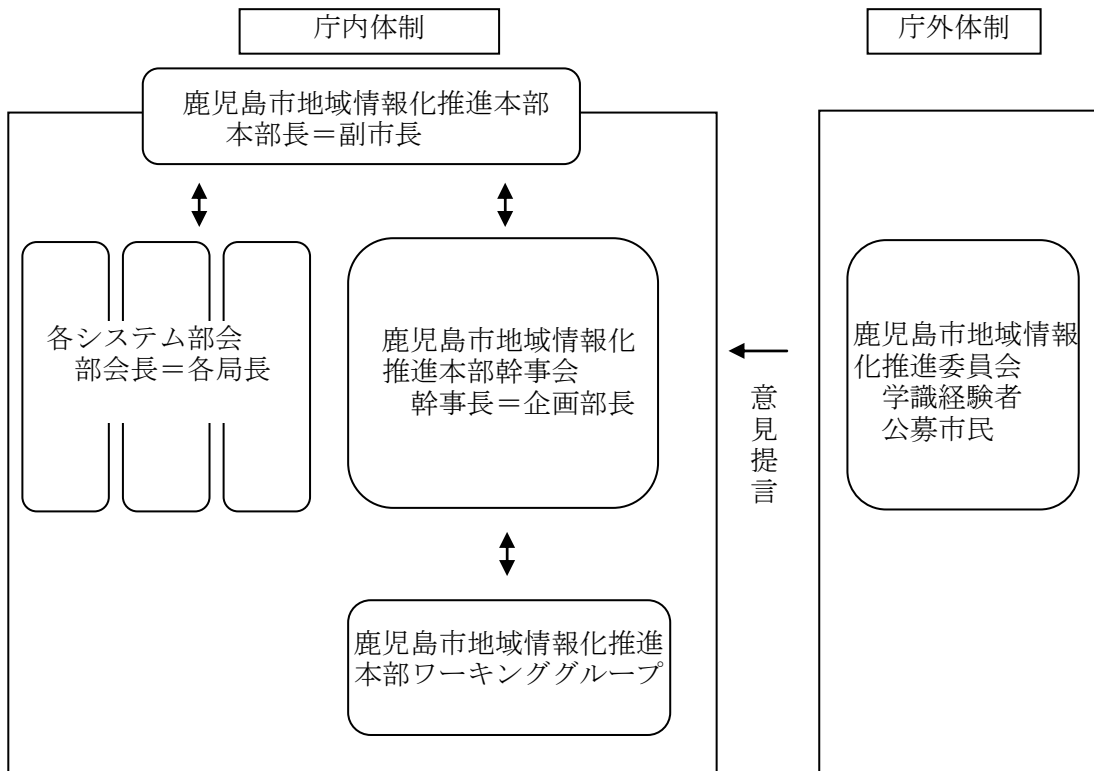 庁内体制
庁外体制
鹿児島市地域情報化推進本部
本部長＝副市長
各システム部会
部会長＝各局長
鹿児島市地域情報化
推進本部幹事会
幹事長＝企画部長
意見提言
鹿児島市地域情報
化推進委員会
学識経験者
公募市民
鹿児島市地域情報化推進
本部ワーキンググループ